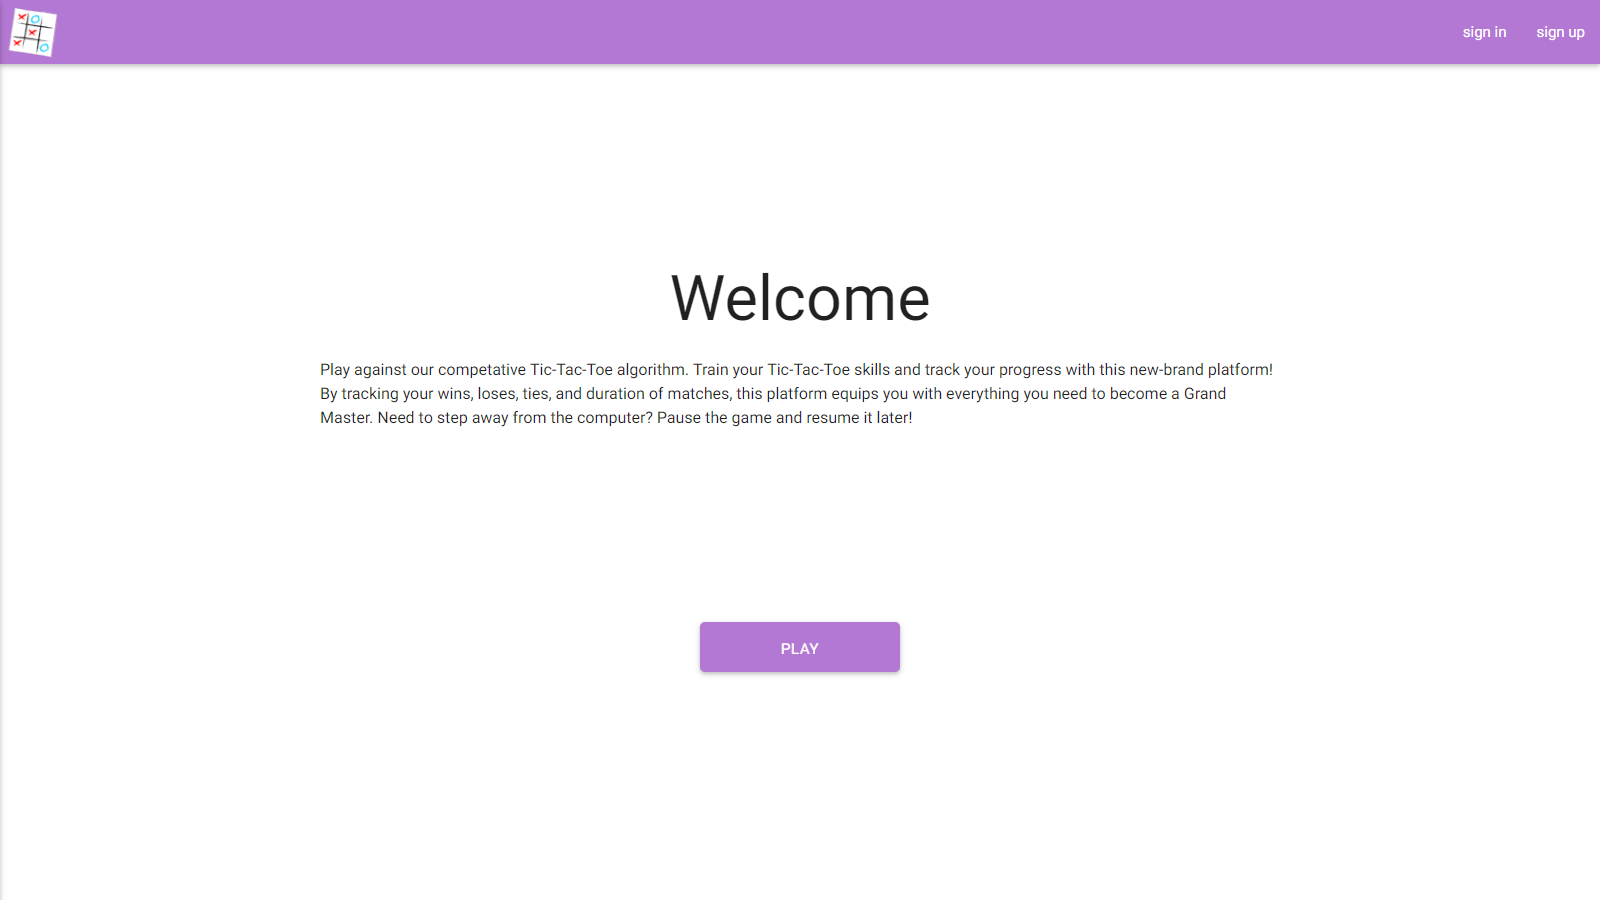 sign in
sign up
Welcome
Play against our competative Tic-Tac-Toe algorithm. Train your Tic-Tac-Toe skills and track your progress with this new-brand platform!
By tracking your wins, loses, ties, and duration of matches, this platform equips you with everything you need to become a Grand
Master. Need to step away from the computer? Pause the game and resume it later!
PLAY